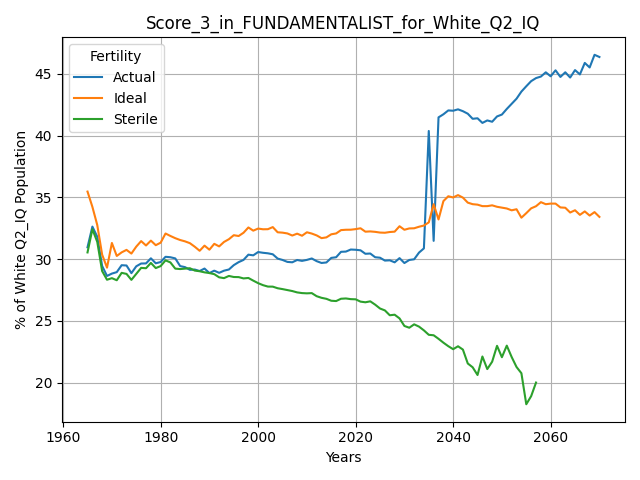 Score_3_in_FUNDAMENTALIST_for_White_Q2_IQ
Fertility
Actual
Ideal
Sterile
% of White Q2_IQ Population
45
40
35
30
25
20
1960
1980
2000
2020
2040
2060
Years